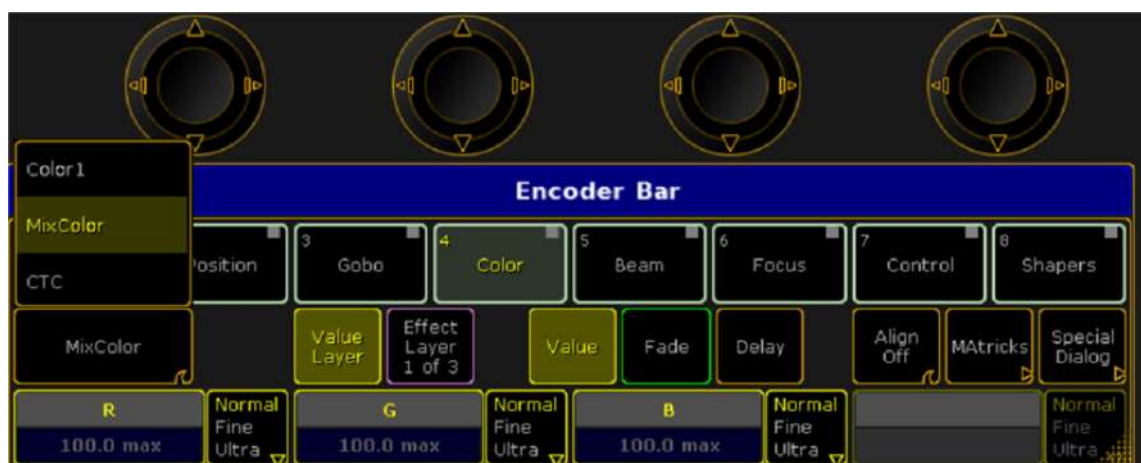 Color1
MixColor
CTC
Encoder Bar
osition
3
Gobo
4
Color
5
Beam
6
Focus
7
Control
8
Shapers
MixColor
Value
Layer
Effect
Layer
1 of 3
Value
Fade
Delay
Align
Off
MAtricks
Special
Dialog
R
100.0 max
Normal
Fine
Ultra
G
100.0 max
Normal
Fine
Ultra
B
100.0 max
Normal
Fine
Ultra
Normal
Fine
Ultra